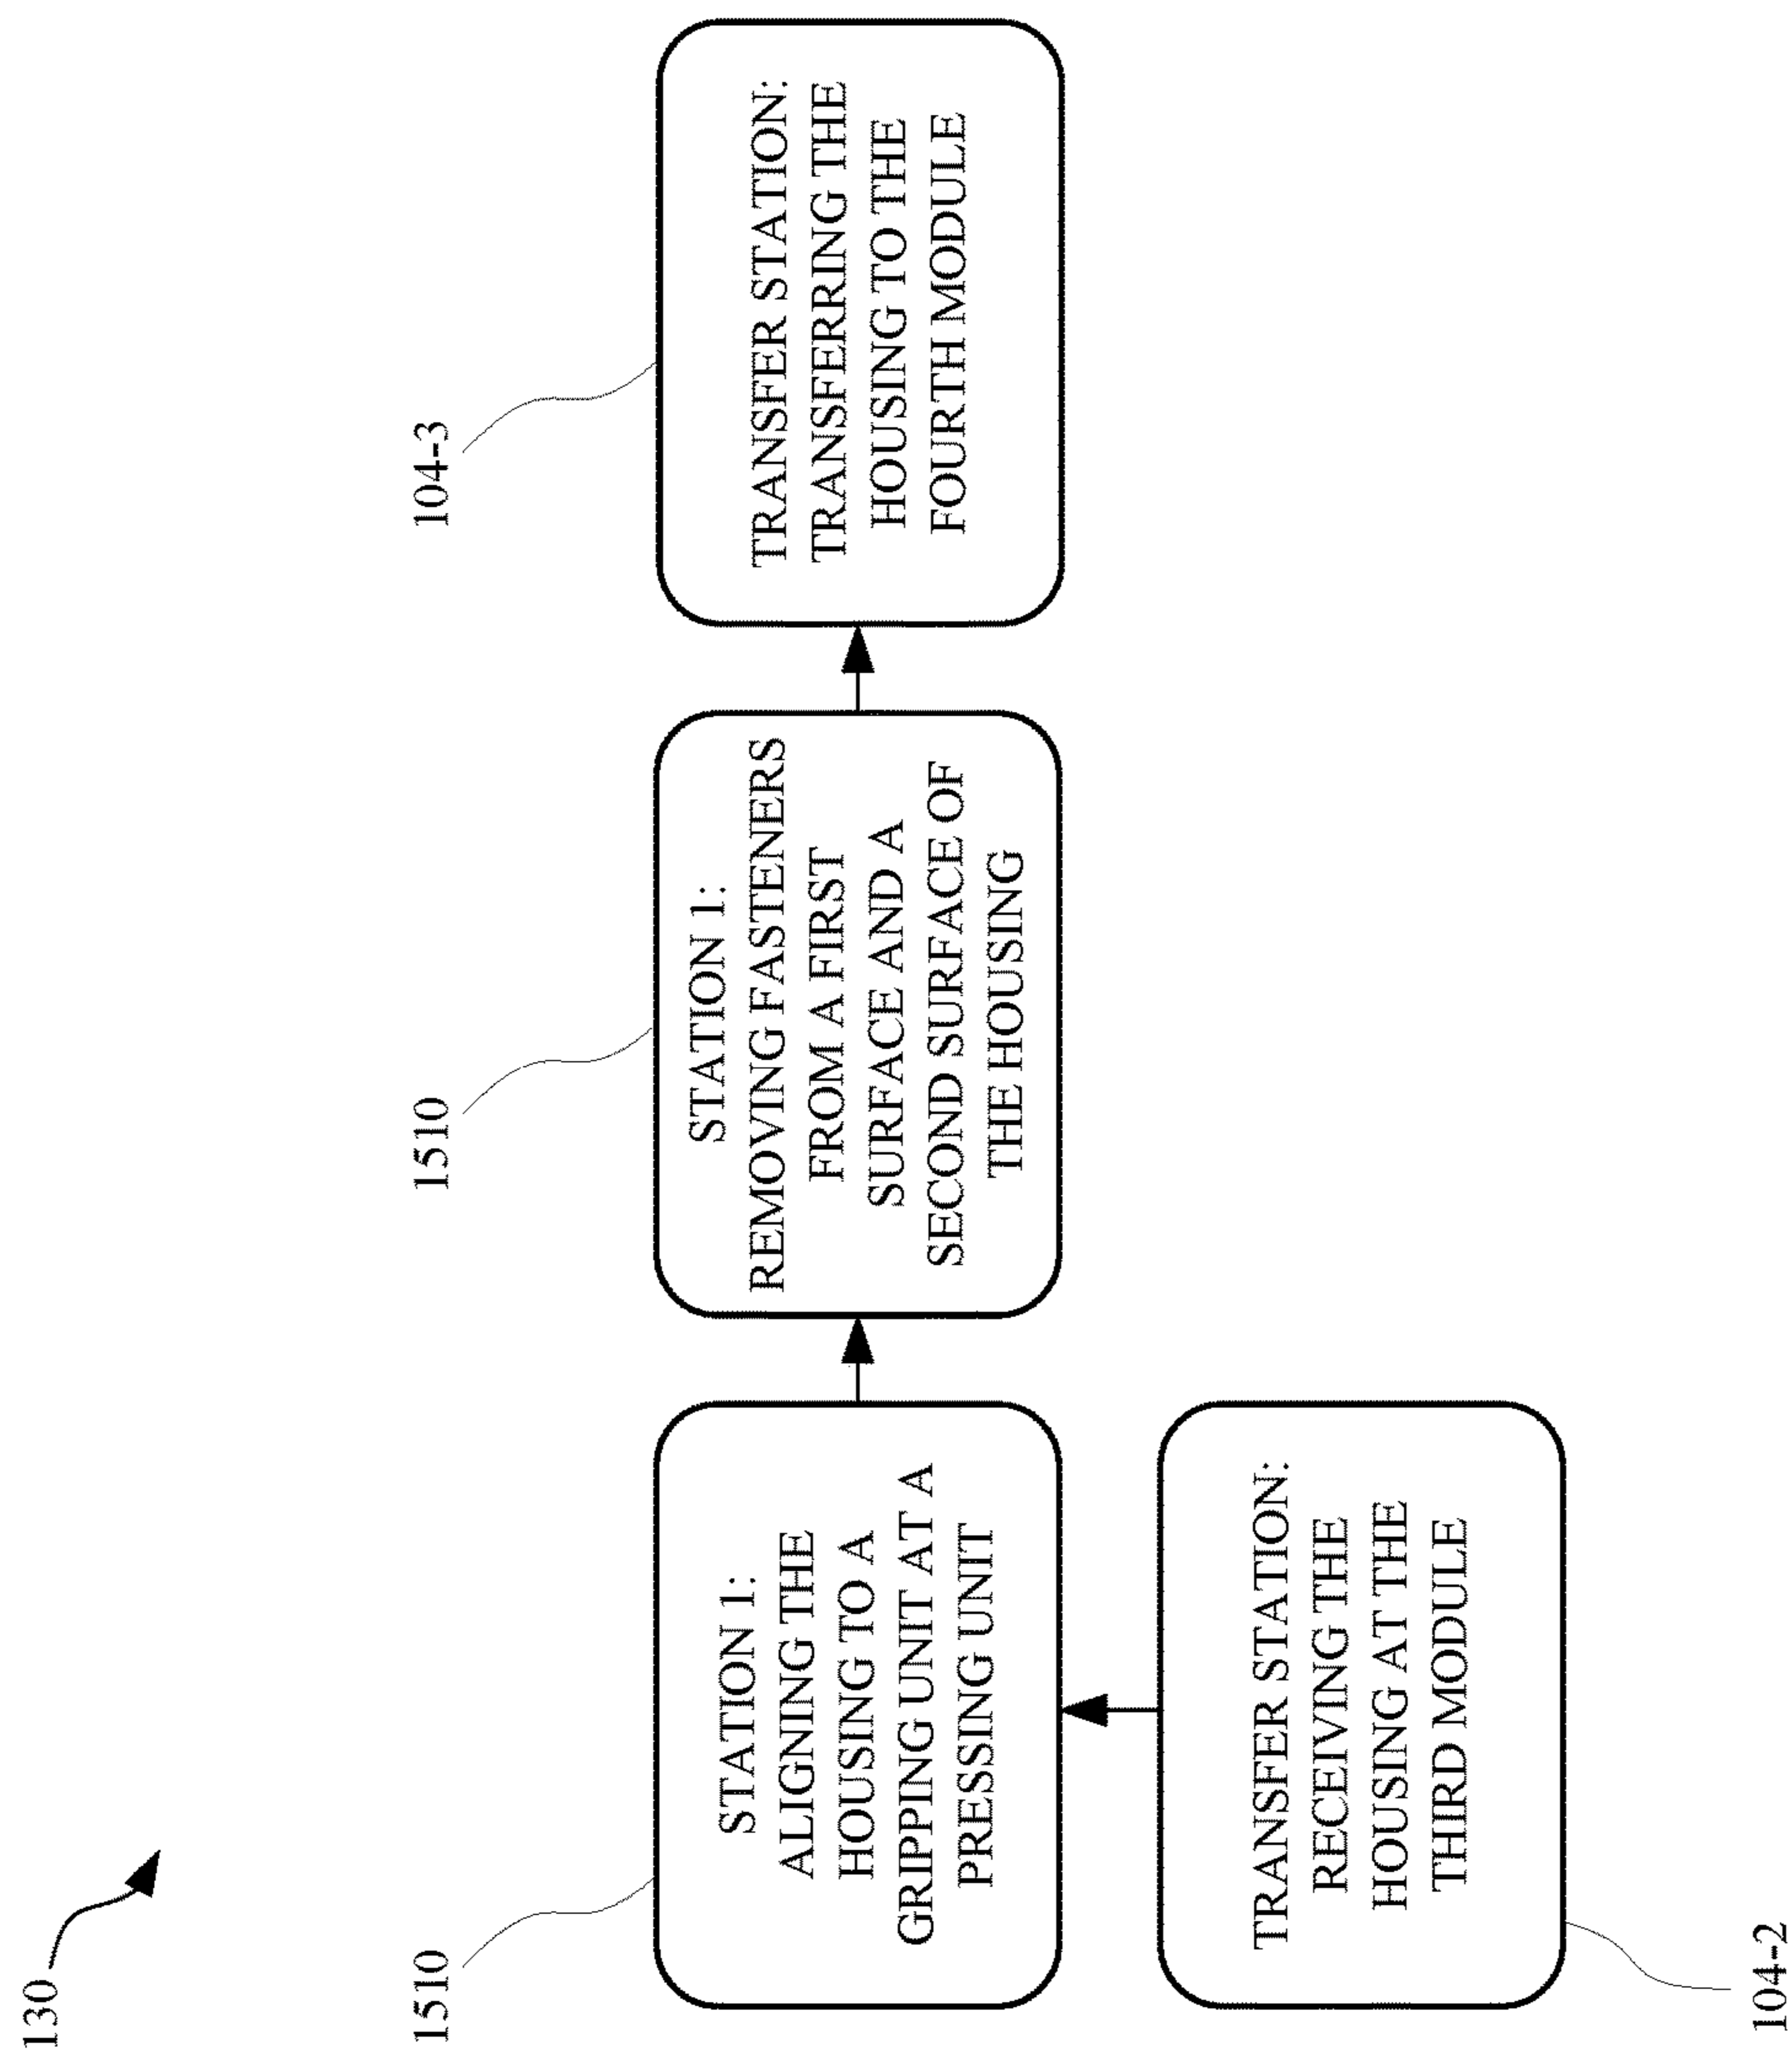 130
1510
STATION 1:
ALIGNING THE
HOUSING TO A
GRIPPING UNIT AT A
PRESSING UNIT
1510
STATION 1:
REMOVING FASTENERS
FROM A FIRST
SURFACE AND A
SECOND SURFACE OF
THE HOUSING
104-3
TRANSFER STATION:
TRANSFERRING THE
HOUSING TO THE
FOURTH MODULE
TRANSFER STATION:
RECEIVING THE
HOUSING AT THE
THIRD MODULE
104-2